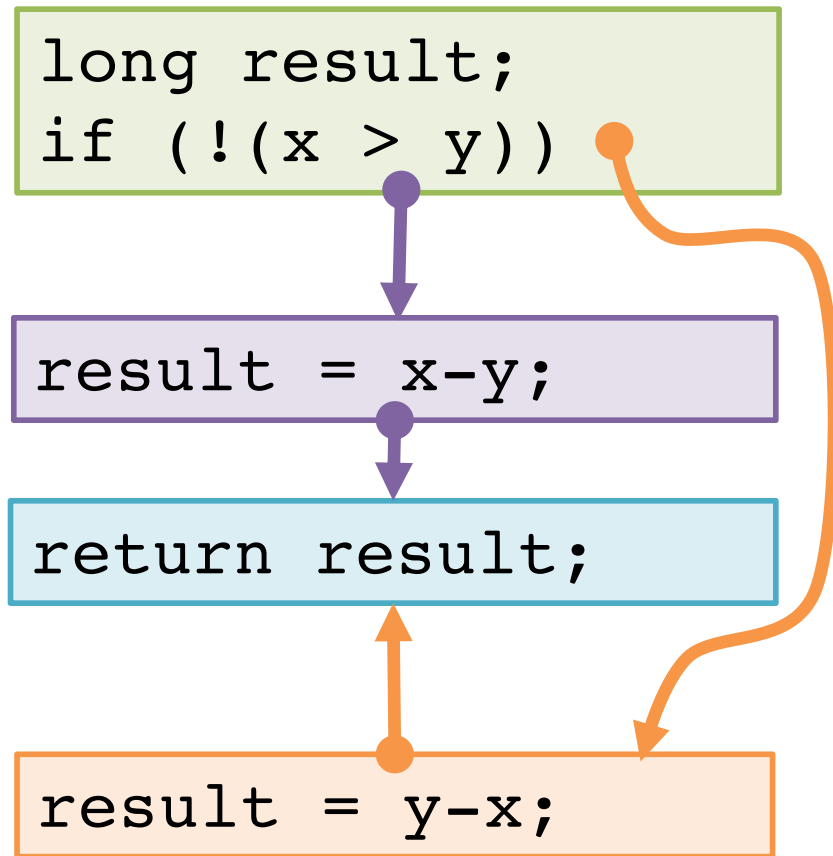 long result;
if (!(x > y))
result = x-y;
return result;
result = y-x;